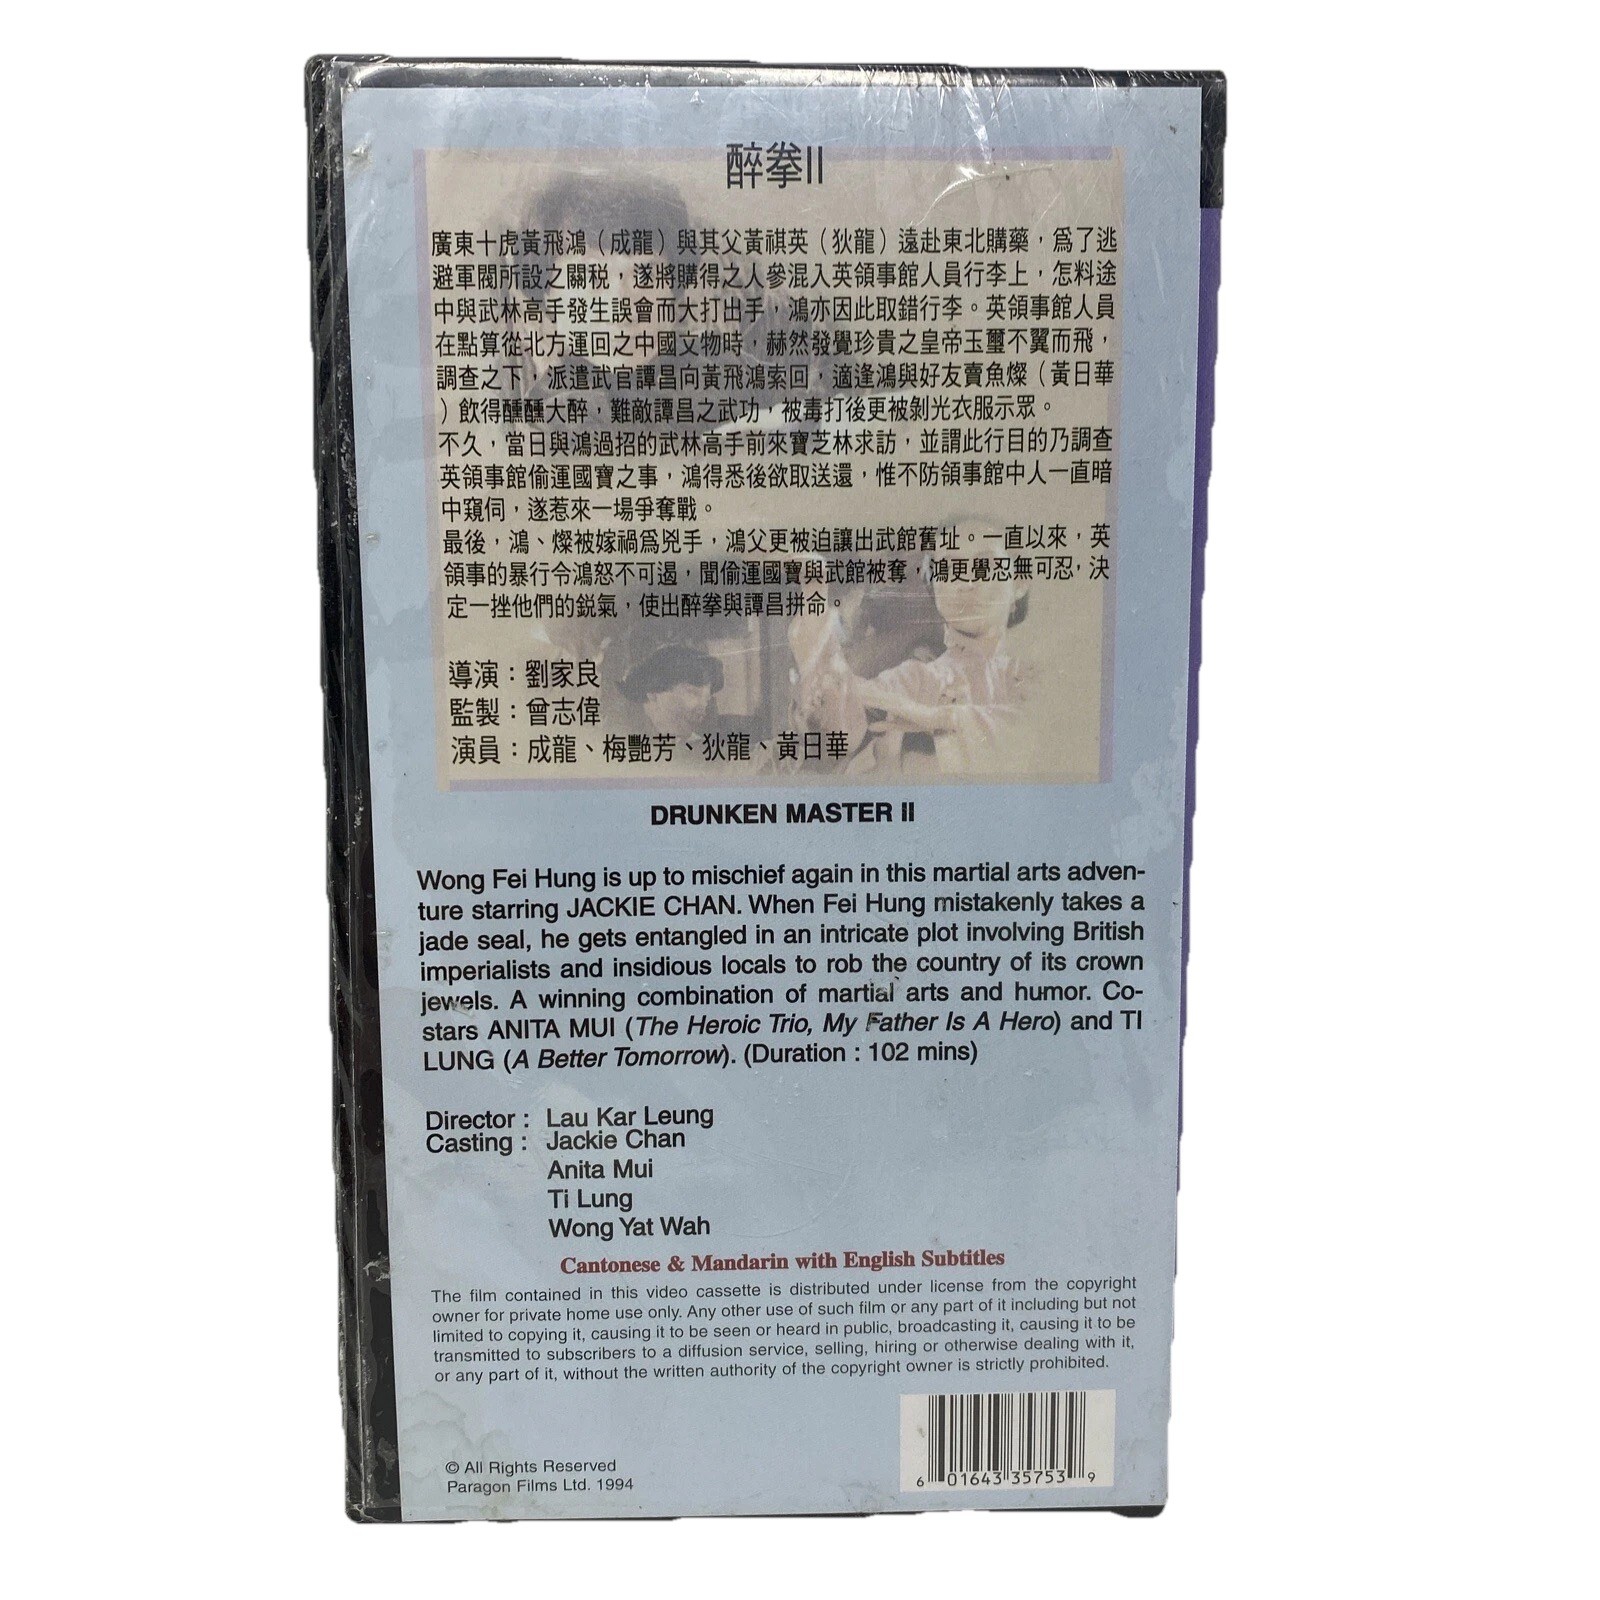 醉拳II
廣東十虎黃飛鴻（成龍）與其父黃祺英（狄龍）遠赴東北購藥，爲了逃
避軍閥所設之關税，遂將購得之人參混入英領事館人員行李上，怎料途
中與武林高手發生誤會而大打出手，鴻亦因此取錯行李。英領事館人員
在點算從北方運回之中國文物時，赫然發覺珍貴之皇帝玉璽不翼而飛，
調查之下，派遣武官譚昌向黃飛鴻索回，適逢鴻與好友賣魚燦（黃日華
）飲得醺醺大醉，難敵譚昌之武功，被毒打後更被剝光衣服示眾。
不久，當日與鴻過招的武林高手前來寶芝林求訪，並謂此行目的乃調查
英領事館偷運國寶之事，鴻得悉後欲取送還，惟不防領事館中人一直暗
中窺伺，遂惹來一場爭奪戰。
最後，鴻、燦被嫁禍爲兇手，鴻父更被迫讓出武館舊址。一直以來，英
領事的暴行令鴻怒不可遏，聞偷運國寶與武館被奪，鴻更覺忍無可忍，決
定一挫他們的鋭氣，使出醉拳與譚昌拼命。
導演：劉家良
監製：曾志偉
演員：成龍、梅艷芳、狄龍、黃日華
DRUNKEN MASTER II
Wong Fei Hung is up to mischief again in this martial arts adven-
ture starring JACKIE CHAN. When Fei Hung mistakenly takes a
jade seal, he gets entangled in an intricate plot involving British
imperialists and insidious locals to rob the country of its crown
jewels. A winning combination of martial arts and humor. Co-
stars ANITA MUI (The Heroic Trio, My Father Is A Hero) and TI
LUNG (A Better Tomorrow). (Duration : 102 mins)
Director : Lau Kar Leung
Casting : Jackie Chan
Anita Mui
Ti Lung
Wong Yat Wah
Cantonese & Mandarin with English Subtitles
The film contained in this video cassette is distributed under license from the copyright
owner for private home use only. Any other use of such film or any part of it including but not
limited to copying it, causing it to be seen or heard in public, broadcasting it, causing it to be
transmitted to subscribers to a diffusion service, selling, hiring or otherwise dealing with it,
or any part of it, without the written authority of the copyright owner is strictly prohibited.
© All Rights Reserved
Paragon Films Ltd. 1994
6 01643 35753 9